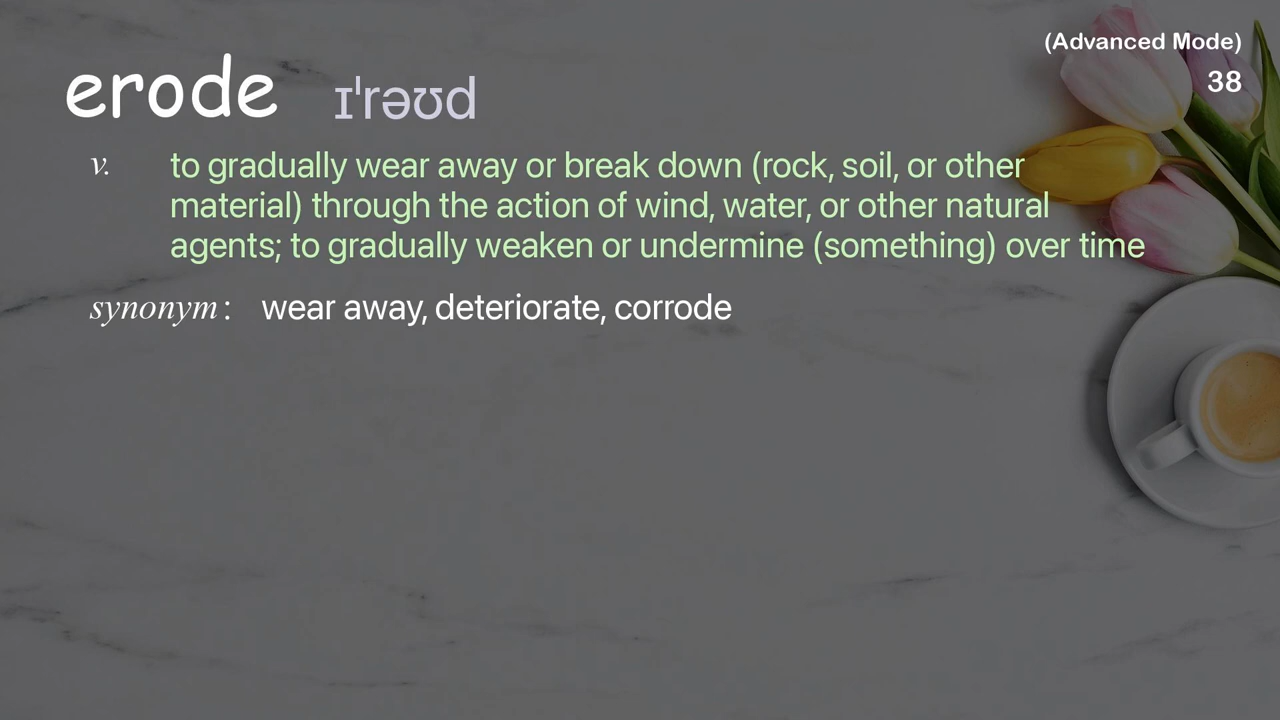 (Advanced Mode)
38
erode ɪˈrəʊd
v. to gradually wear away or break down (rock, soil, or other
material) through the action of wind, water, or other natural
agents; to gradually weaken or undermine (something) over time
synonym: wear away, deteriorate, corrode